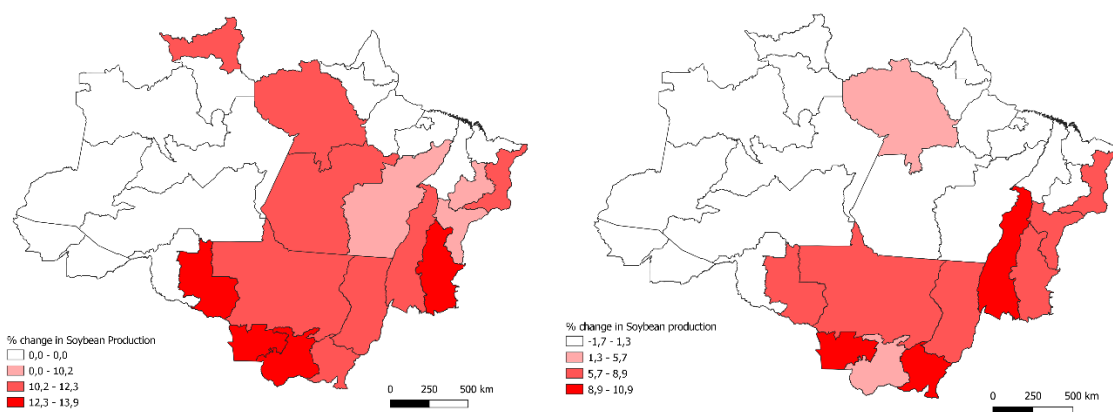 % change in Soybean Production
0,0 - 0,0
0,0 - 10,2
10,2 - 12,3
12,3 - 13,9
0 250 500 km
% change in Soybean production
-1,7 - 1,3
1,3 - 5,7
5,7 - 8,9
8,9 - 10,9
0 250 500 km